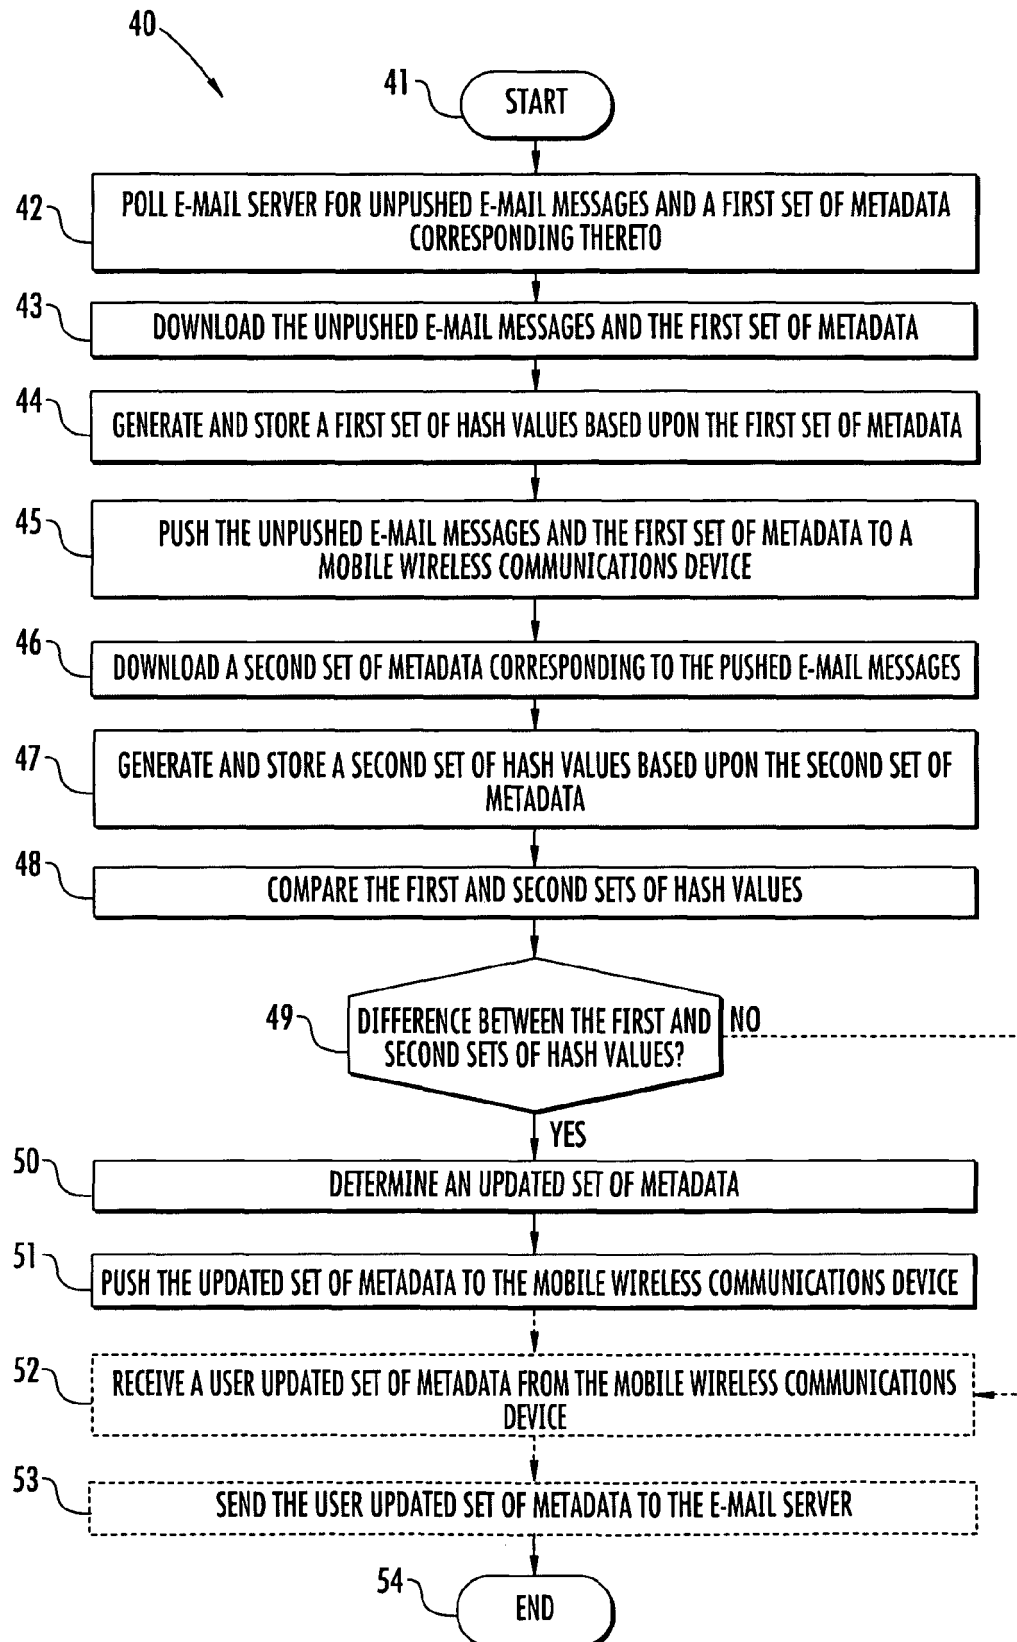 40
41
START
42
POLL E-MAIL SERVER FOR UNPUSHED E-MAIL MESSAGES AND A FIRST SET OF METADATA
CORRESPONDING THERETO
43
DOWNLOAD THE UNPUSHED E-MAIL MESSAGES AND THE FIRST SET OF METADATA
44
GENERATE AND STORE A FIRST SET OF HASH VALUES BASED UPON THE FIRST SET OF METADATA
45
PUSH THE UNPUSHED E-MAIL MESSAGES AND THE FIRST SET OF METADATA TO A
MOBILE WIRELESS COMMUNICATIONS DEVICE
46
DOWNLOAD A SECOND SET OF METADATA CORRESPONDING TO THE PUSHED E-MAIL MESSAGES
47
GENERATE AND STORE A SECOND SET OF HASH VALUES BASED UPON THE SECOND SET OF
METADATA
48
COMPARE THE FIRST AND SECOND SETS OF HASH VALUES
49
DIFFERENCE BETWEEN THE FIRST AND
SECOND SETS OF HASH VALUES?
NO
YES
50
DETERMINE AN UPDATED SET OF METADATA
51
PUSH THE UPDATED SET OF METADATA TO THE MOBILE WIRELESS COMMUNICATIONS DEVICE
52
RECEIVE A USER UPDATED SET OF METADATA FROM THE MOBILE WIRELESS COMMUNICATIONS
DEVICE
53
SEND THE USER UPDATED SET OF METADATA TO THE E-MAIL SERVER
54
END